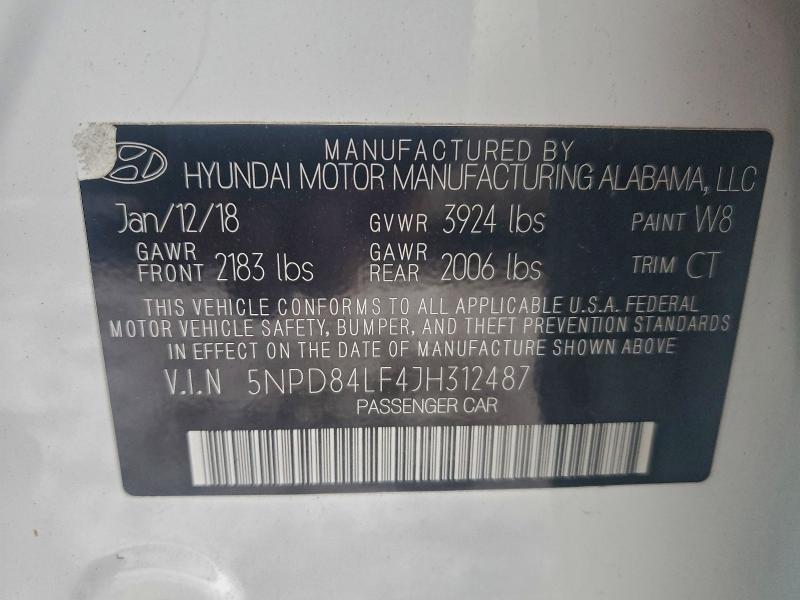 MANUFACTURED BY
HYUNDAI MOTOR MANUFACTURING ALABAMA, LLC
Jan/12/18 GVWR 3924 lbs PAINT W8
GAWR FRONT 2183 lbs GAWR REAR 2006 lbs TRIM CT
THIS VEHICLE CONFORMS TO ALL APPLICABLE U.S.A. FEDERAL
MOTOR VEHICLE SAFETY, BUMPER, AND THEFT PREVENTION STANDARDS
IN EFFECT ON THE DATE OF MANUFACTURE SHOWN ABOVE
V.I.N 5NPD84LF4JH312487
PASSENGER CAR